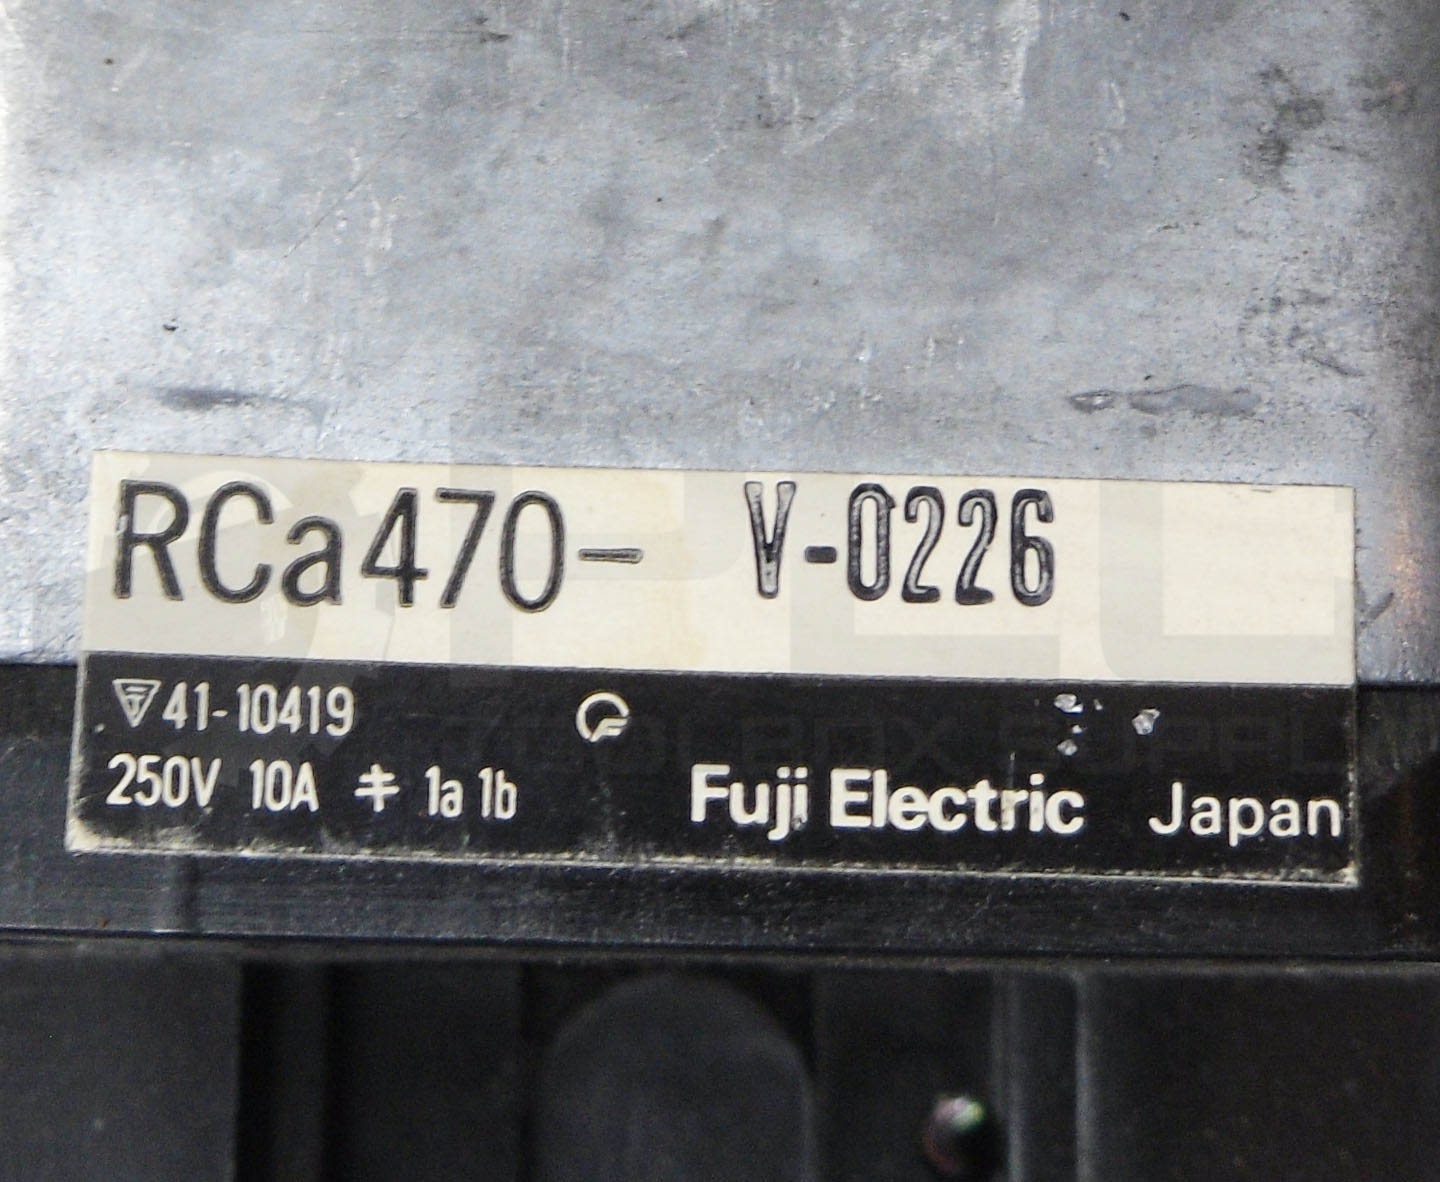 RCa470- V-0226
41-10419
250V 10A 1a 1b
Fuji Electric Japan